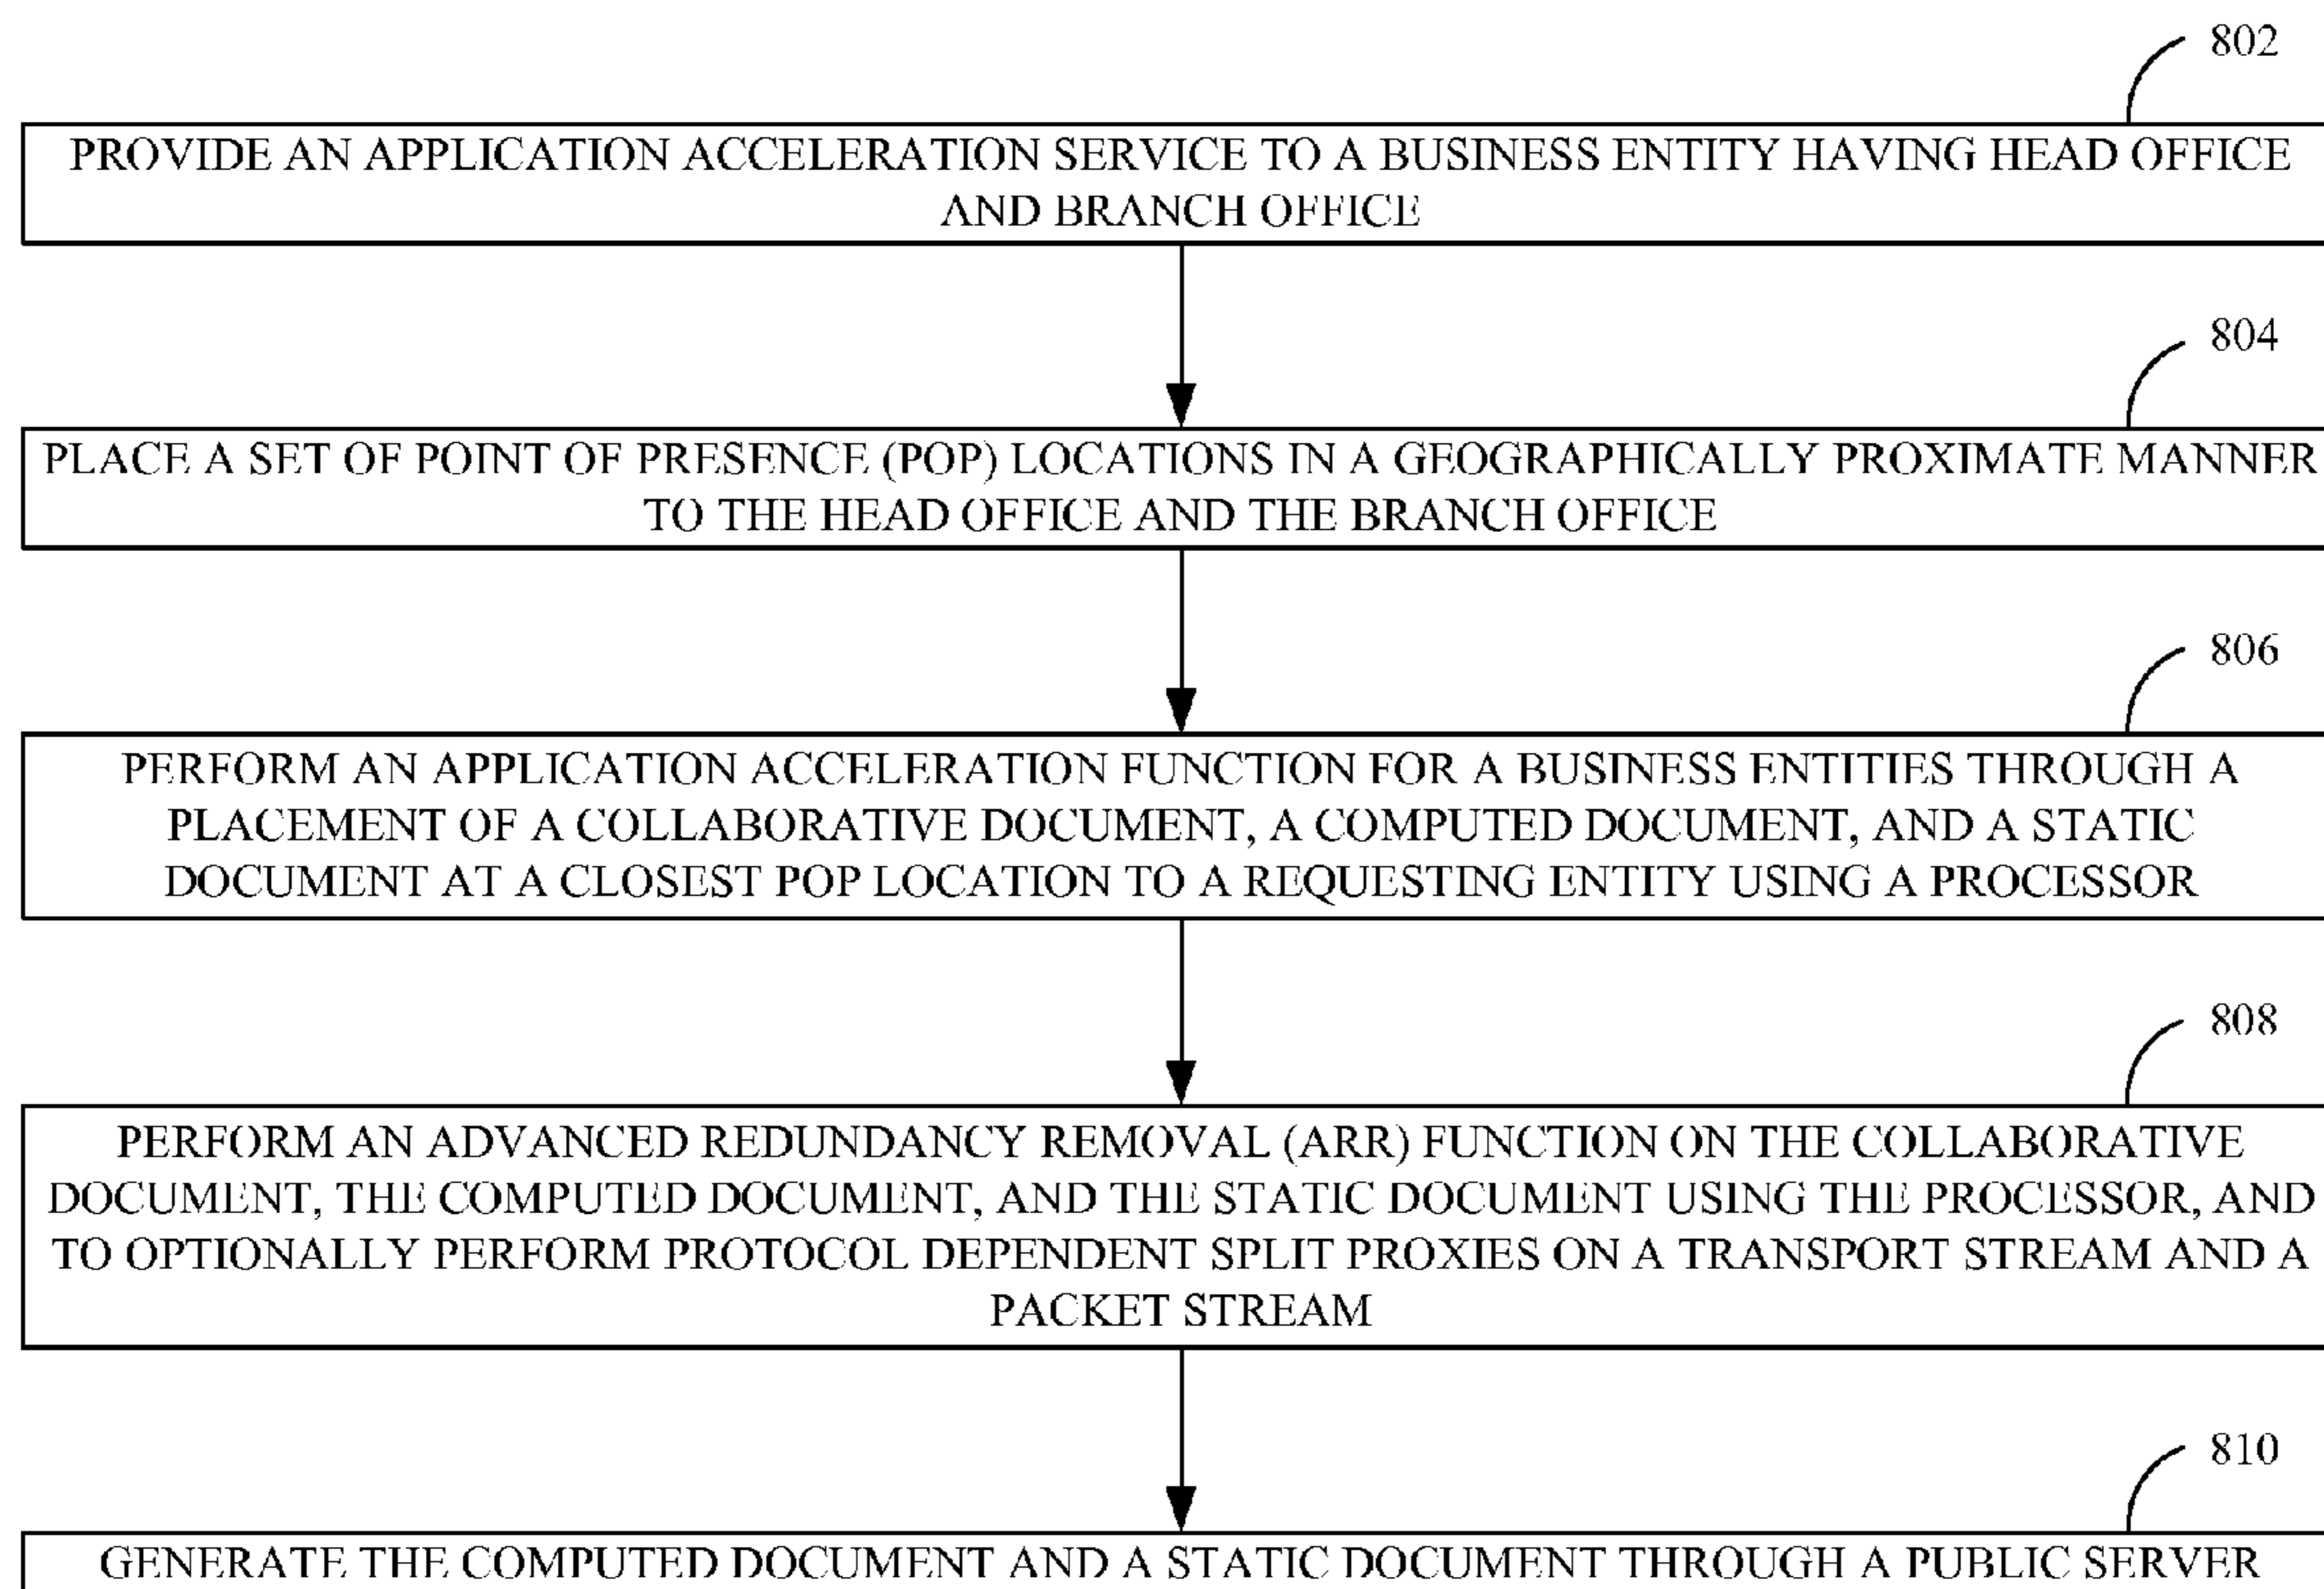 802
PROVIDE AN APPLICATION ACCELERATION SERVICE TO A BUSINESS ENTITY HAVING HEAD OFFICE
AND BRANCH OFFICE
804
PLACE A SET OF POINT OF PRESENCE (POP) LOCATIONS IN A GEOGRAPHICALLY PROXIMATE MANNER
TO THE HEAD OFFICE AND THE BRANCH OFFICE
806
PERFORM AN APPLICATION ACCELERATION FUNCTION FOR A BUSINESS ENTITIES THROUGH A
PLACEMENT OF A COLLABORATIVE DOCUMENT, A COMPUTED DOCUMENT, AND A STATIC
DOCUMENT AT A CLOSEST POP LOCATION TO A REQUESTING ENTITY USING A PROCESSOR
808
PERFORM AN ADVANCED REDUNDANCY REMOVAL (ARR) FUNCTION ON THE COLLABORATIVE
DOCUMENT, THE COMPUTED DOCUMENT, AND THE STATIC DOCUMENT USING THE PROCESSOR, AND
TO OPTIONALLY PERFORM PROTOCOL DEPENDENT SPLIT PROXIES ON A TRANSPORT STREAM AND A
PACKET STREAM
810
GENERATE THE COMPUTED DOCUMENT AND A STATIC DOCUMENT THROUGH A PUBLIC SERVER